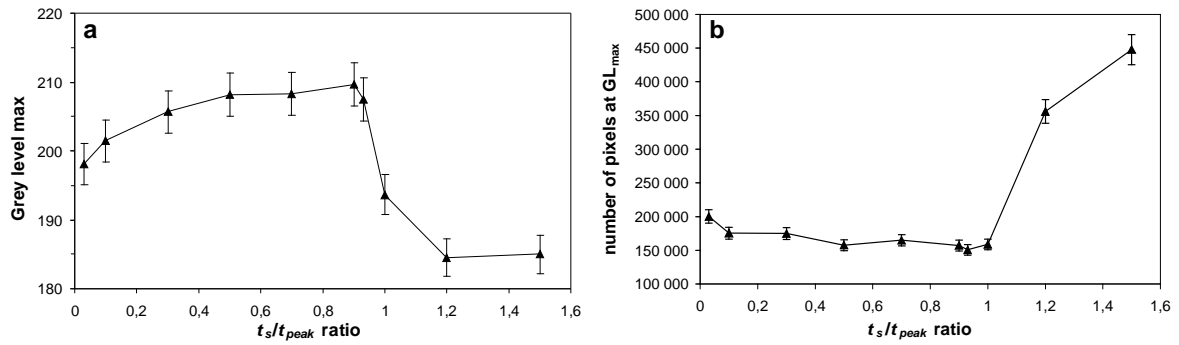 a
220
210
200
190
180
Grey level max
0 0,2 0,4 0,6 0,8 1 1,2 1,4 1,6
ts/tpeak ratio
b
500 000
450 000
400 000
350 000
300 000
250 000
200 000
150 000
100 000
number of pixels at GLmax
0 0,2 0,4 0,6 0,8 1 1,2 1,4 1,6
ts/tpeak ratio